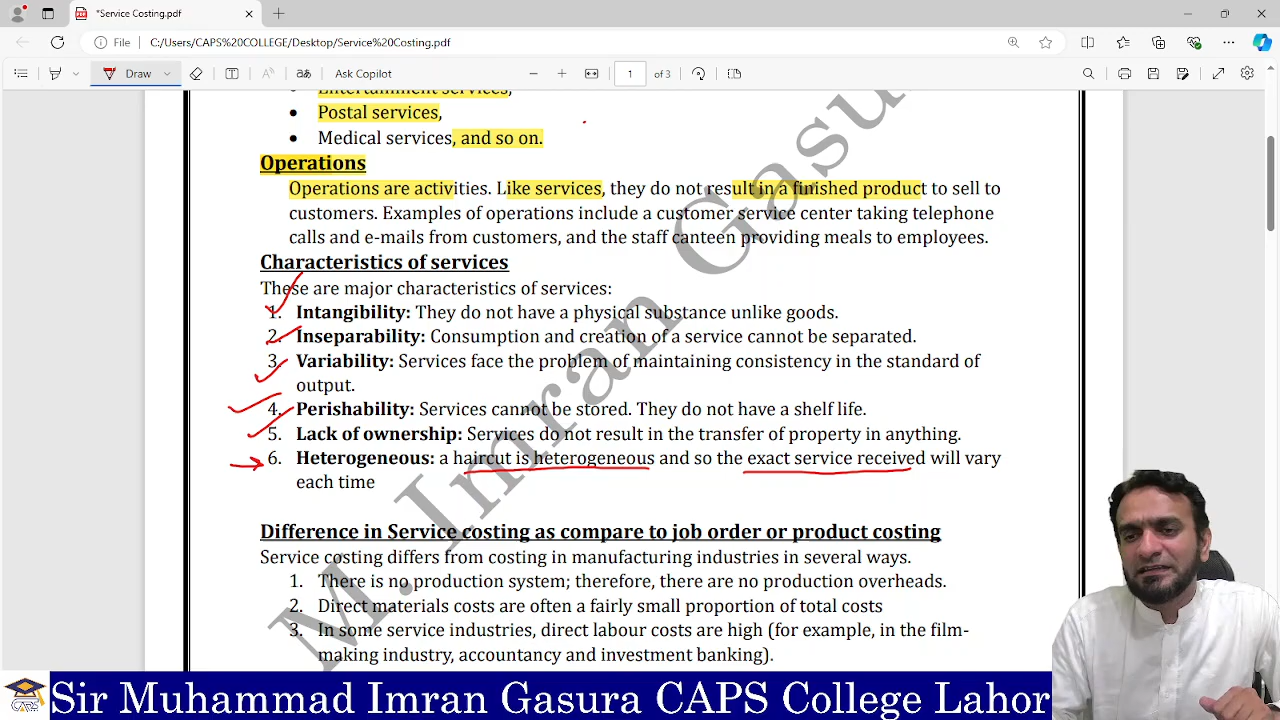 *Service Costing.pdf
File C:/Users/CAPS%20COLLEGE/Desktop/Service%20Costing.pdf
Draw Ask Copilot 1 of 3
Entertainment services,
Postal services,
Medical services, and so on.
Operations
Operations are activities. Like services, they do not result in a finished product to sell to
customers. Examples of operations include a customer service center taking telephone
calls and e-mails from customers, and the staff canteen providing meals to employees.
Characteristics of services
These are major characteristics of services:
1. Intangibility: They do not have a physical substance unlike goods.
2. Inseparability: Consumption and creation of a service cannot be separated.
3. Variability: Services face the problem of maintaining consistency in the standard of
output.
4. Perishability: Services cannot be stored. They do not have a shelf life.
5. Lack of ownership: Services do not result in the transfer of property in anything.
6. Heterogeneous: a haircut is heterogeneous and so the exact service received will vary
each time
Difference in Service costing as compare to job order or product costing
Service costing differs from costing in manufacturing industries in several ways.
1. There is no production system; therefore, there are no production overheads.
2. Direct materials costs are often a fairly small proportion of total costs
3. In some service industries, direct labour costs are high (for example, in the film-
making industry, accountancy and investment banking).
M. Imran Gasu
Sir Muhammad Imran Gasura CAPS College Lahor